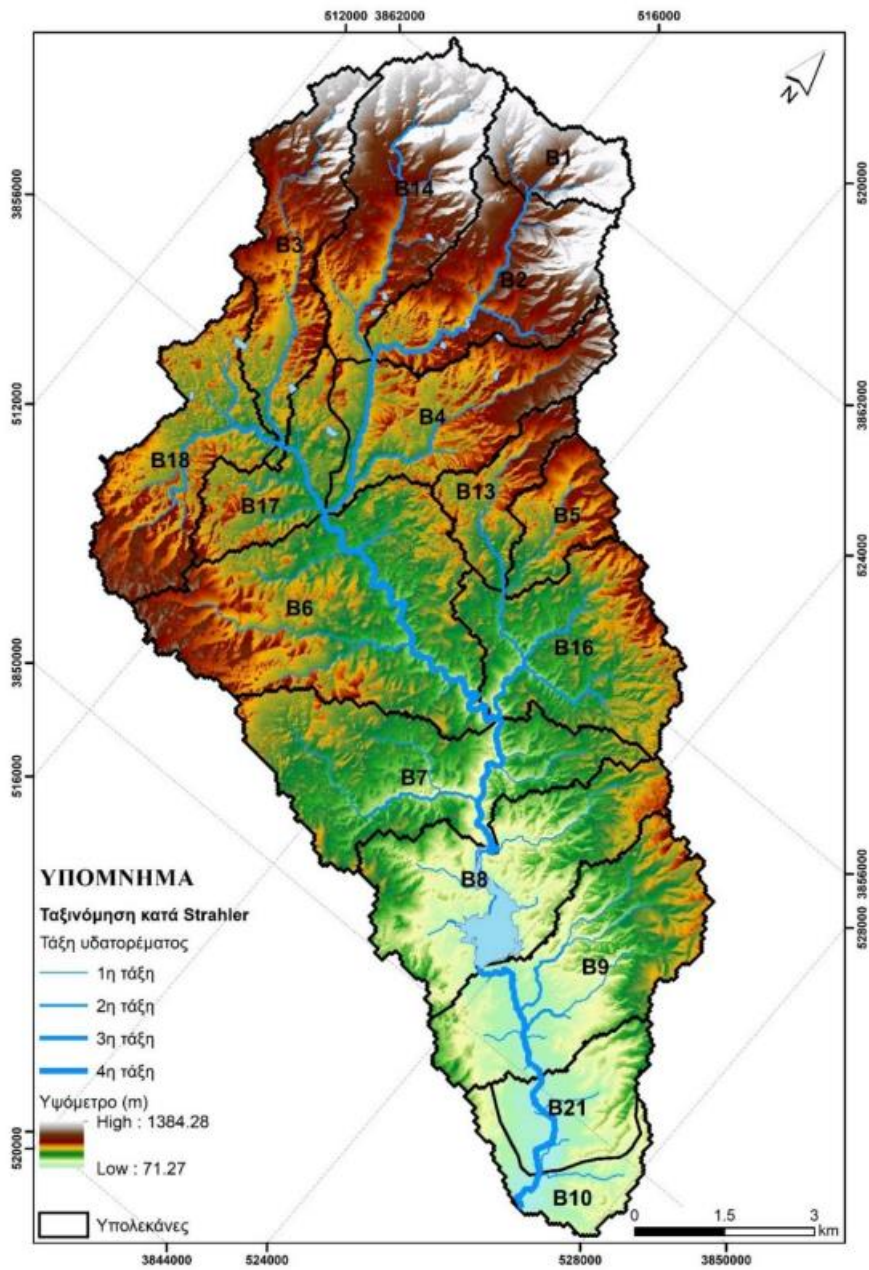 512000 3862000 516000
N
B1
B14
3856000
520000
B3
B2
512000
3862000
B4
B18
B13
B17
B5
524000
B6
B16
3850000
516000
B7
ΥΠΟΜΝΗΜΑ
B8
3856000
Ταξινόμηση κατά Strahler
528000
Τάξη υδατορέματος
B9
1η τάξη
2η τάξη
3η τάξη
4η τάξη
Υψόμετρο (m)
High : 1384.28
B21
520000
Low : 71.27
B10
Υπολεκάνες
0 1.5 3
km
3844000 524000 528000 3850000